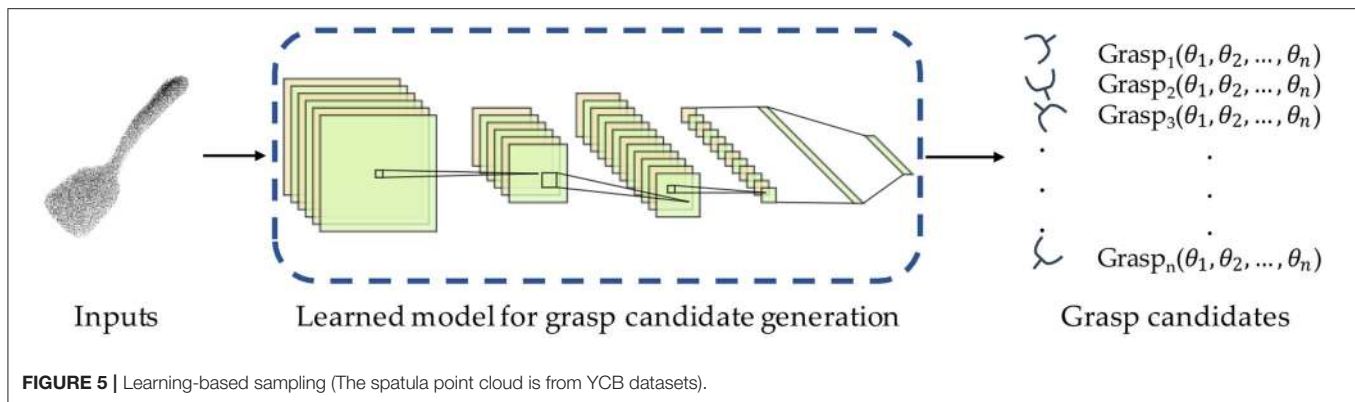 Grasp₁(θ₁, θ₂, ... , θₙ)
Grasp₂(θ₁, θ₂, ... , θₙ)
Grasp₃(θ₁, θ₂, ... , θₙ)
Graspₙ(θ₁, θ₂, ... , θₙ)
Inputs
Learned model for grasp candidate generation
Grasp candidates
FIGURE 5 | Learning-based sampling (The spatula point cloud is from YCB datasets).